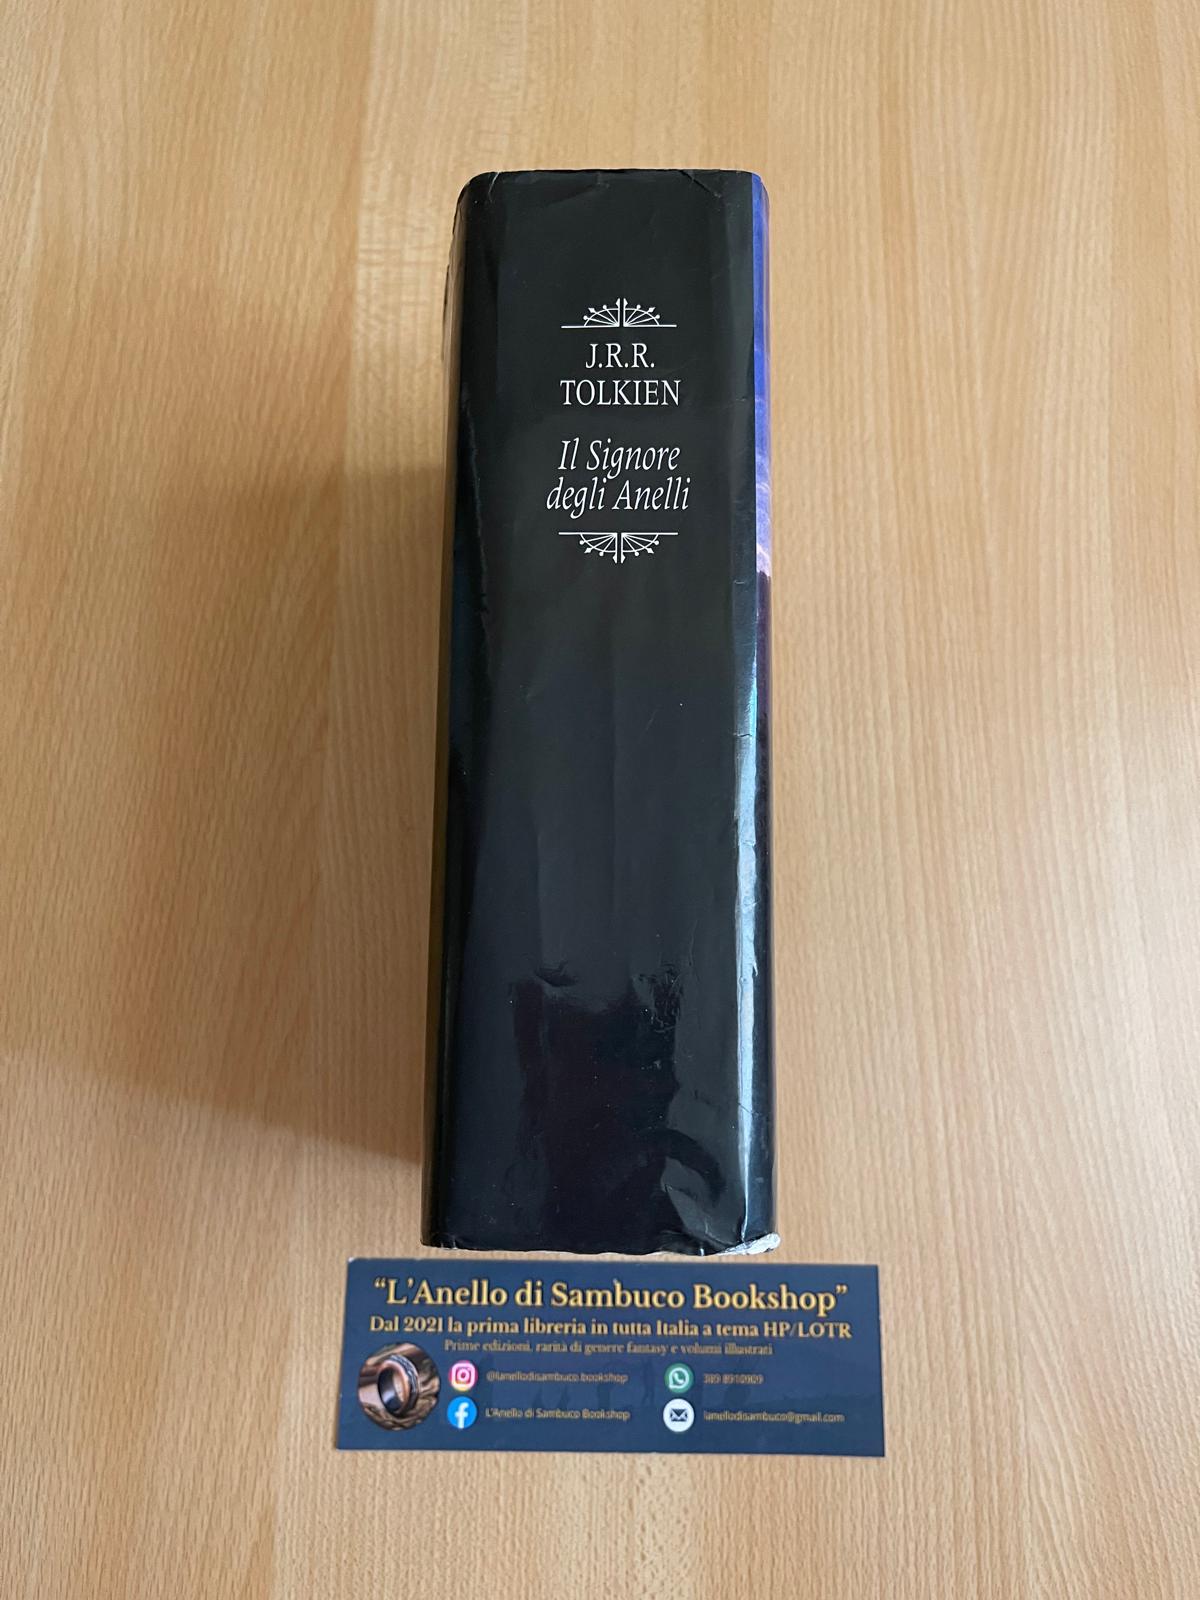 J.R.R.
TOLKIEN
Il Signore
degli Anelli
“L’Anello di Sambuco Bookshop”
Dal 2021 la prima libreria in tutta Italia a tema HP/LOTR
Prime edizioni, rarità di genere fantasy e volumi illustrati
@lanellodisambuco.bookshop
L'Anello di Sambuco Bookshop
lanellodisambuco@gmail.com